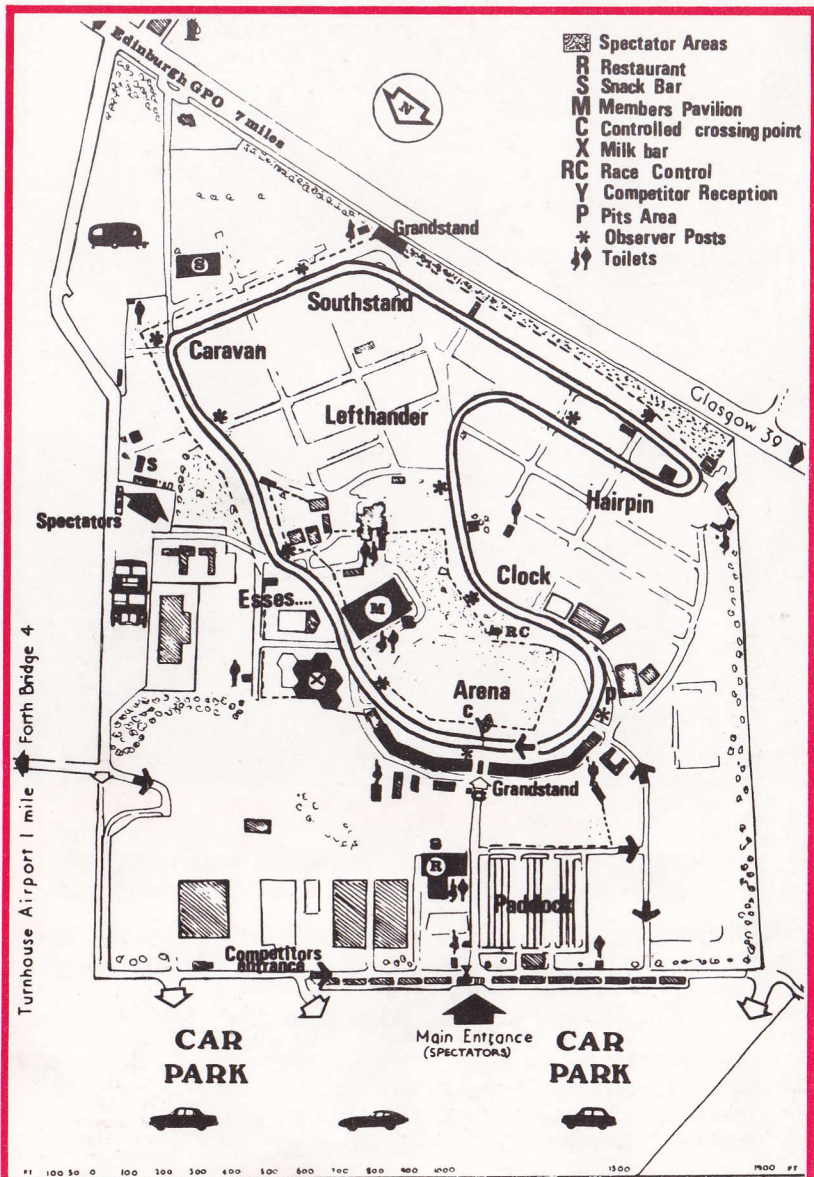 Edinburgh GPO 7 miles
N
Spectator Areas
R Restaurant
S Snack Bar
M Members Pavilion
C Controlled crossing point
X Milk bar
RC Race Control
Y Competitor Reception
P Pits Area
* Observer Posts
Toilets
Grandstand
S
Southstand
Caravan
Lefthander
Glasgow 39
S
Hairpin
Spectators
Clock
Esses....
M
RC
X
Arena
P
C
Grandstand
Turnhouse Airport 1 mile Forth Bridge 4
R
Paddock
Competitors
entrance
CAR
PARK
Main Entrance
(SPECTATORS)
CAR
PARK
FT 100 50 0 100 200 300 400 500 600 700 800 900 1000 1500 1900 FT